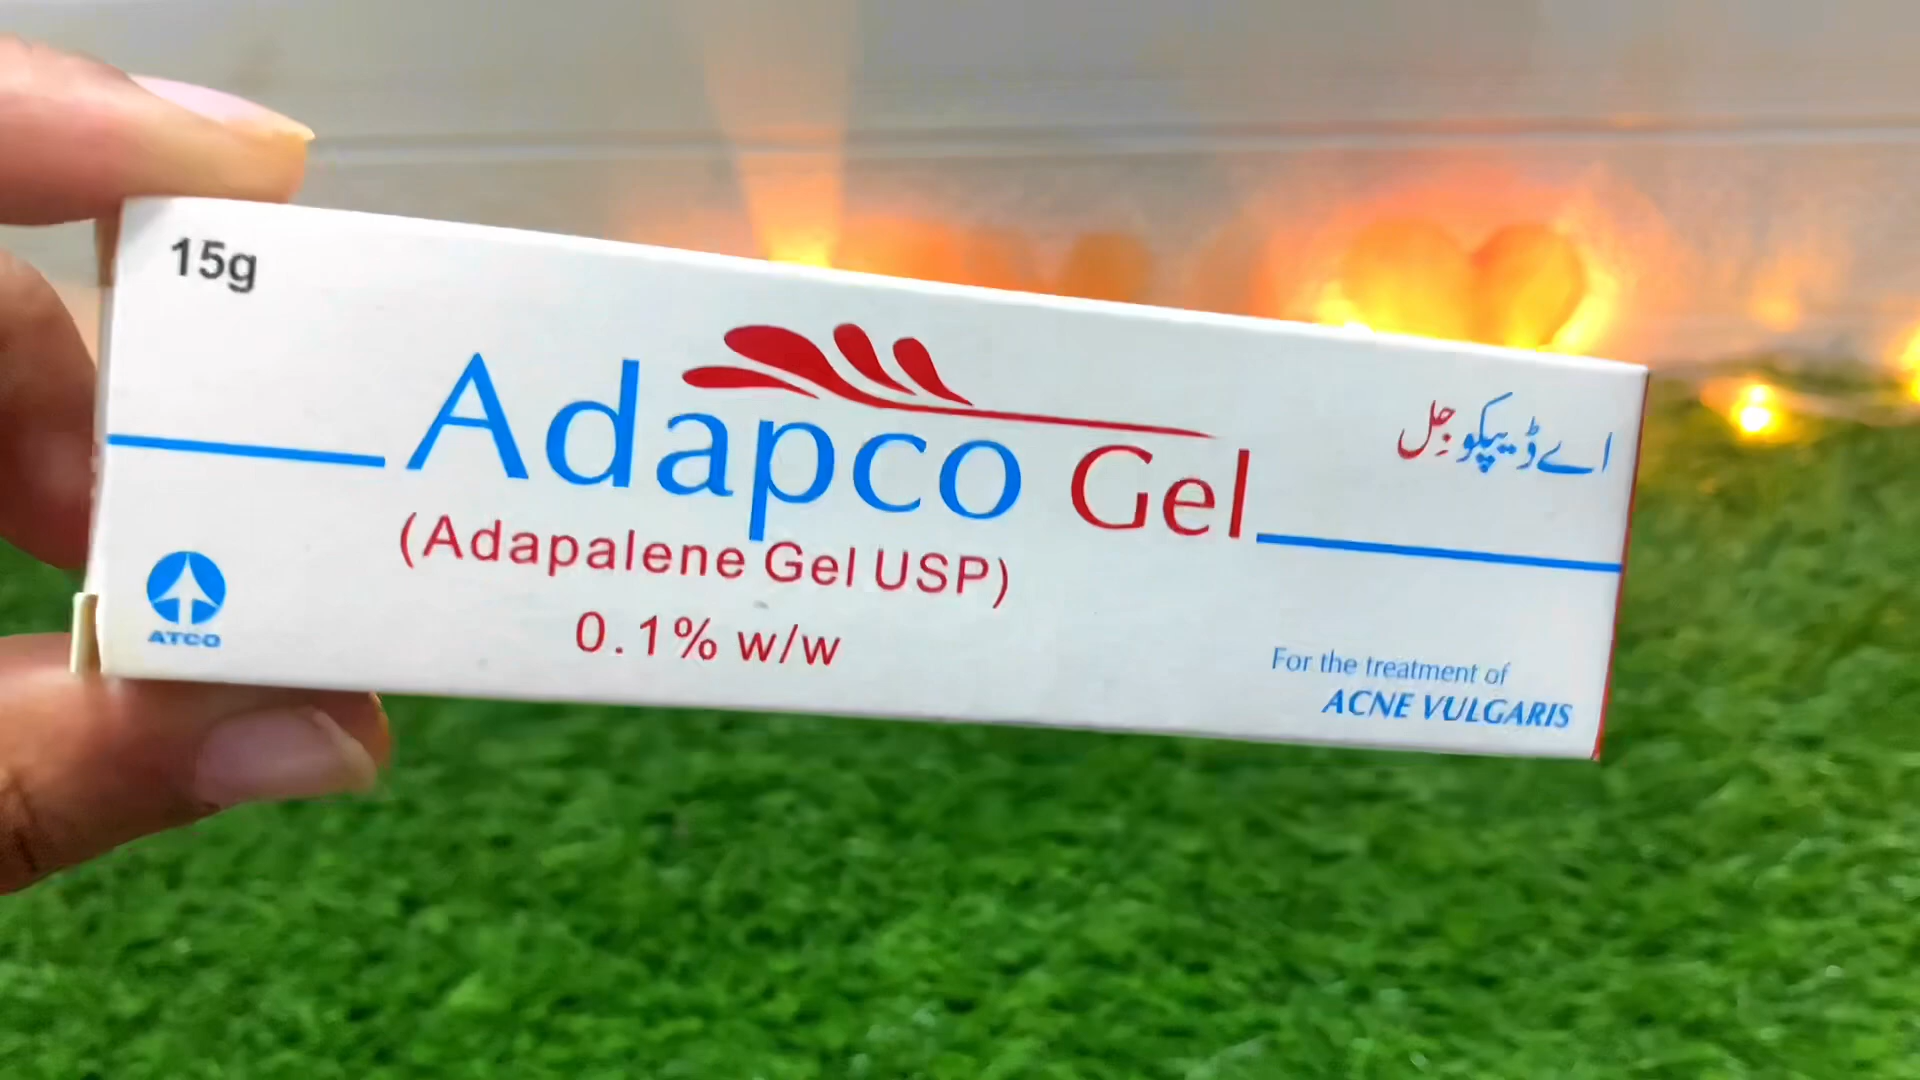 15g
Adapco Gel
اے ڈیپکو جل
(Adapalene Gel USP)
0.1% w/w
ATCO
For the treatment of
ACNE VULGARIS